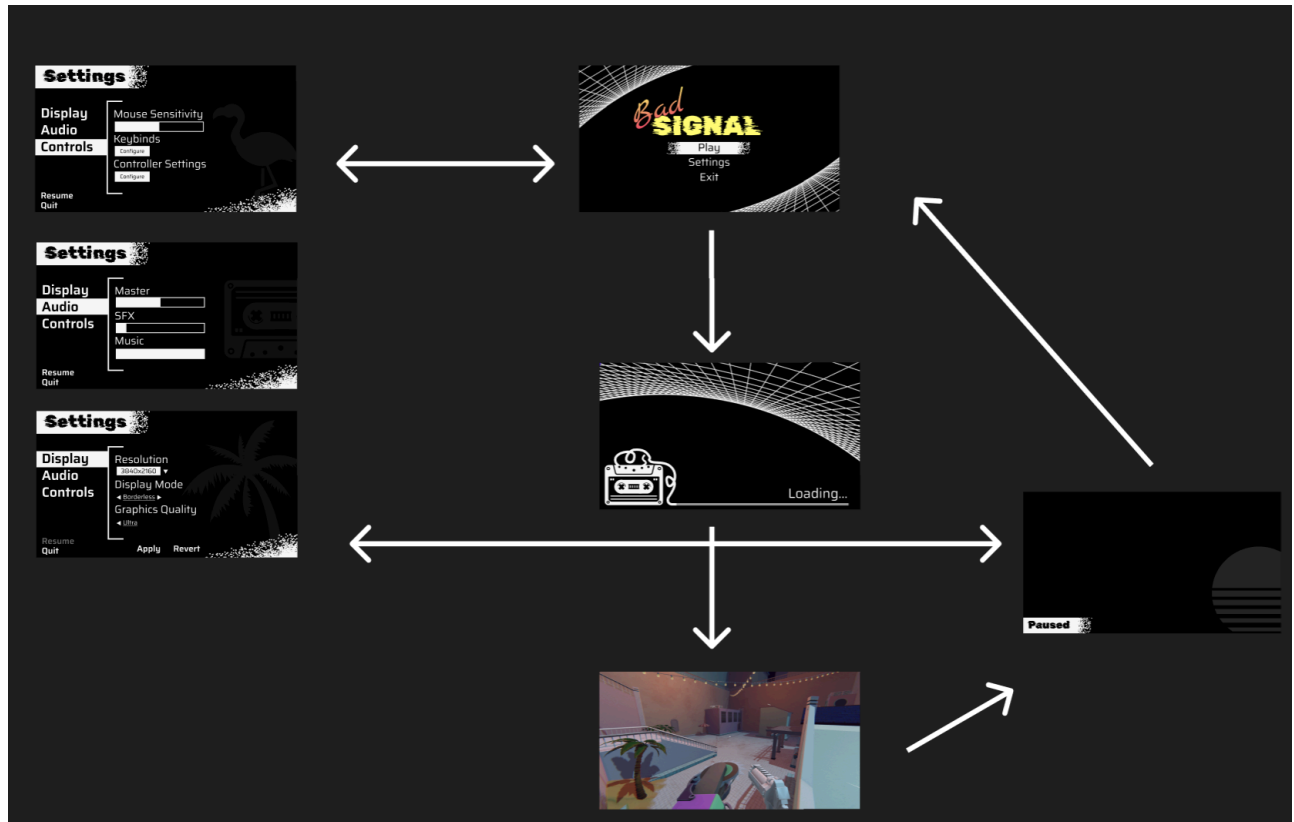 Settings
Display
Audio
Controls
Mouse Sensitivity
Keybinds
Configure
Controller Settings
Configure
Resume
Quit
Bad
SIGNAL
Play
Settings
Exit
Settings
Display
Audio
Controls
Master
SFX
Music
Resume
Quit
Loading...
Settings
Display
Audio
Controls
Resolution
3840x2160 ▼
Display Mode
◀ Borderless ▶
Graphics Quality
◀ Ultra
Resume
Quit
Apply Revert
Paused